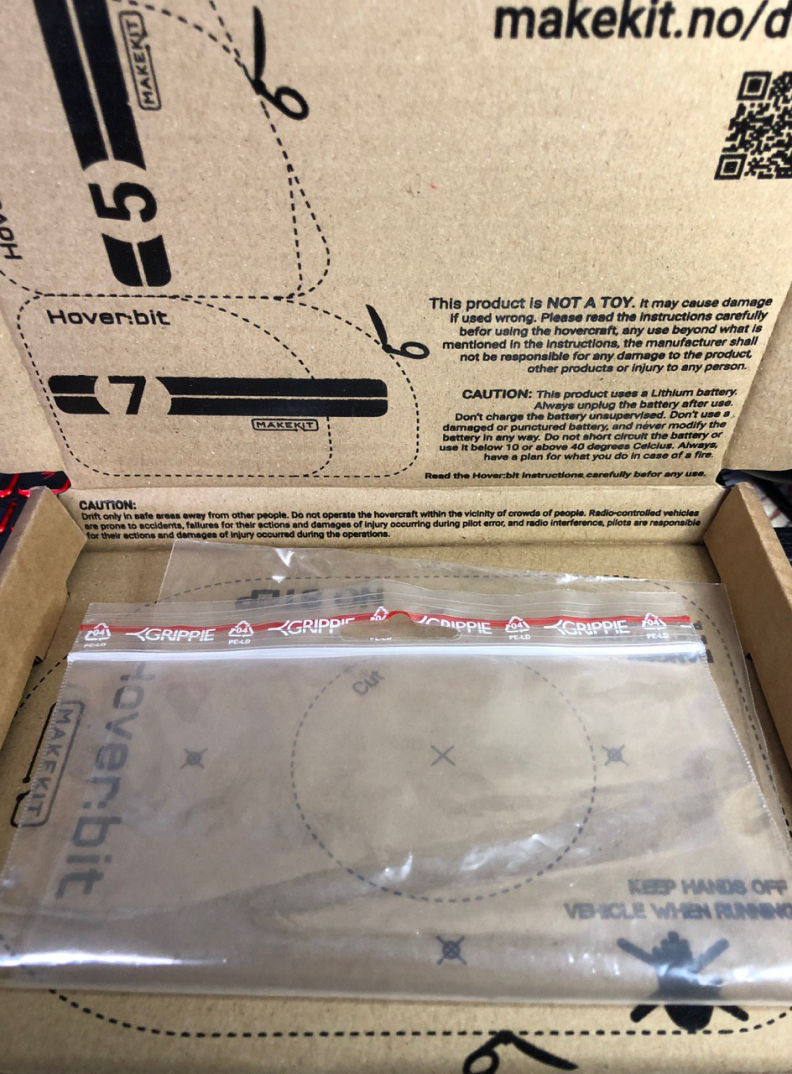 makekit.no/d
MAKEKIT
5
Hover:bit
7
MAKEKIT
This product is NOT A TOY. It may cause damage
if used wrong. Please read the instructions carefully
befor using the hovercraft, any use beyond what is
mentioned in the instructions, the manufacturer shall
not be responsible for any damage to the product,
other products or injury to any person.
CAUTION: This product uses a Lithium battery.
Always unplug the battery after use.
Don't charge the battery unsupervised. Don't use a
damaged or punctured battery, and never modify the
battery in any way. Do not short circuit the battery or
use it below 10 or above 40 degrees Celcius. Always,
have a plan for what you do in case of a fire.
Read the Hover:bit instructions carefully befor any use.
CAUTION:
Drift only in safe areas away from other people. Do not operate the hovercraft within the vicinity of crowds of people. Radio-controlled vehicles
are prone to accidents, failures for their actions and damages of injury occurring during pilot error, and radio interference, pilots are responsible
for their actions and damages of injury occurred during the operations.
NO STEP
04 PE-LD GRIPPIE 04 PE-LD GRIPPIE 04 PE-LD GRIPPIE 04 PE-LD GRIPPIE 04 PE-LD
Cut
Hover:bit
MAKEKIT
KEEP HANDS OFF
VEHICLE WHEN RUNNING